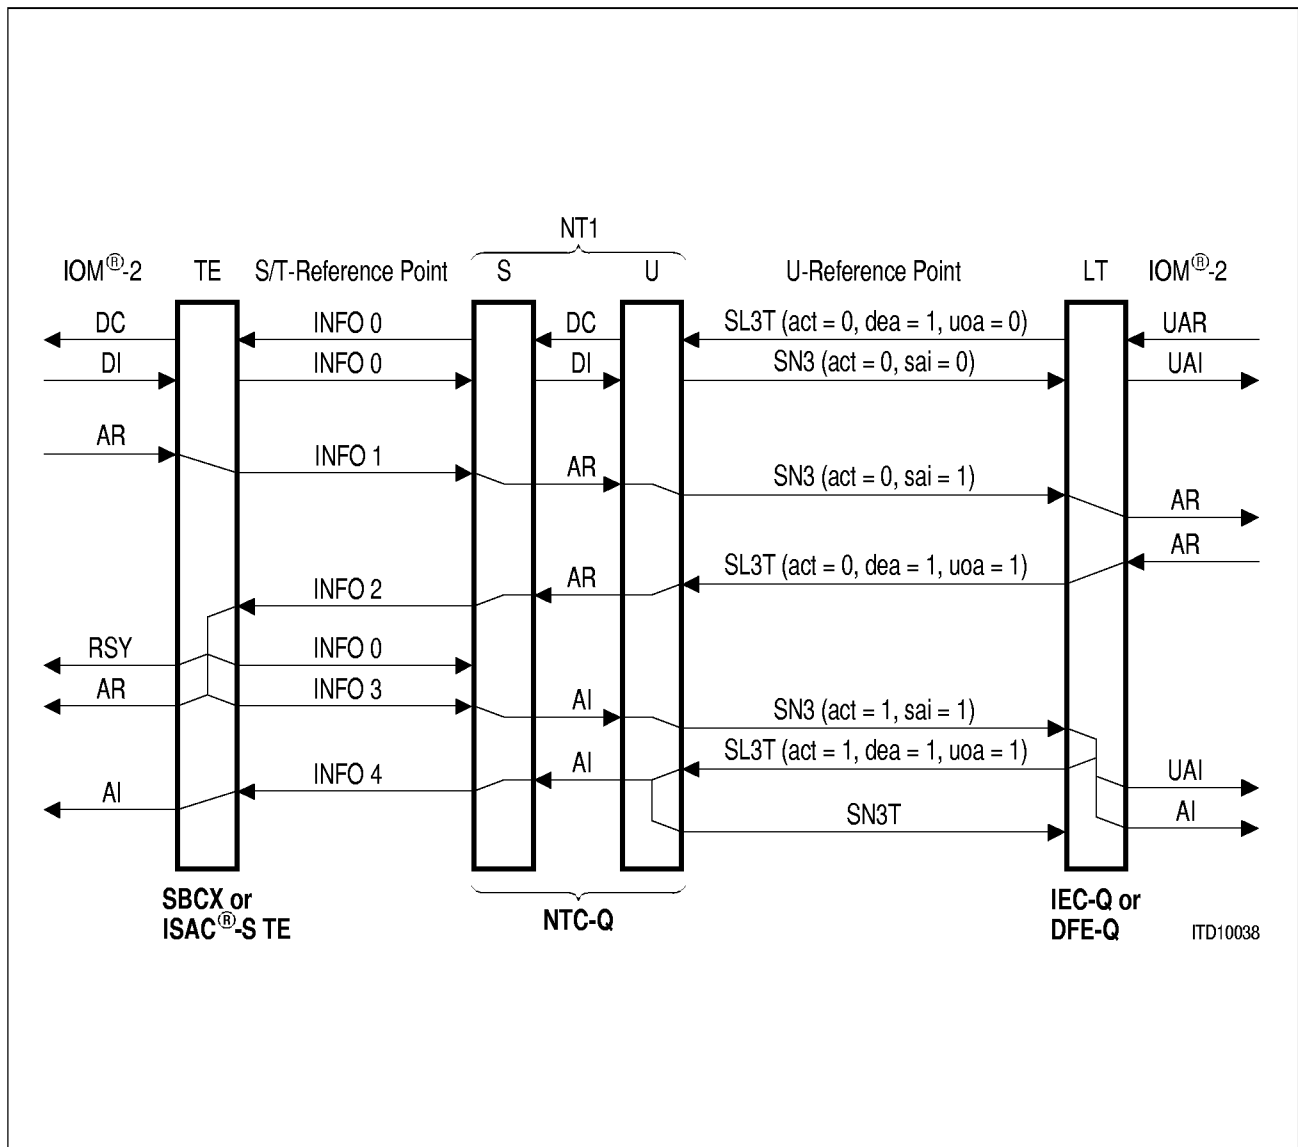 NT1
IOM®-2 TE S/T-Reference Point S U U-Reference Point LT IOM®-2
DC INFO 0 DC SL3T (act = 0, dea = 1, uoa = 0) UAR
DI INFO 0 DI SN3 (act = 0, sai = 0) UAI
AR INFO 1 AR SN3 (act = 0, sai = 1) AR
INFO 2 AR SL3T (act = 0, dea = 1, uoa = 1) AR
RSY INFO 0
AR INFO 3 AI SN3 (act = 1, sai = 1)
AI INFO 4 AI SL3T (act = 1, dea = 1, uoa = 1) UAI
SN3T AI
SBCX or
ISAC®-S TE
NTC-Q
IEC-Q or
DFE-Q
ITD10038